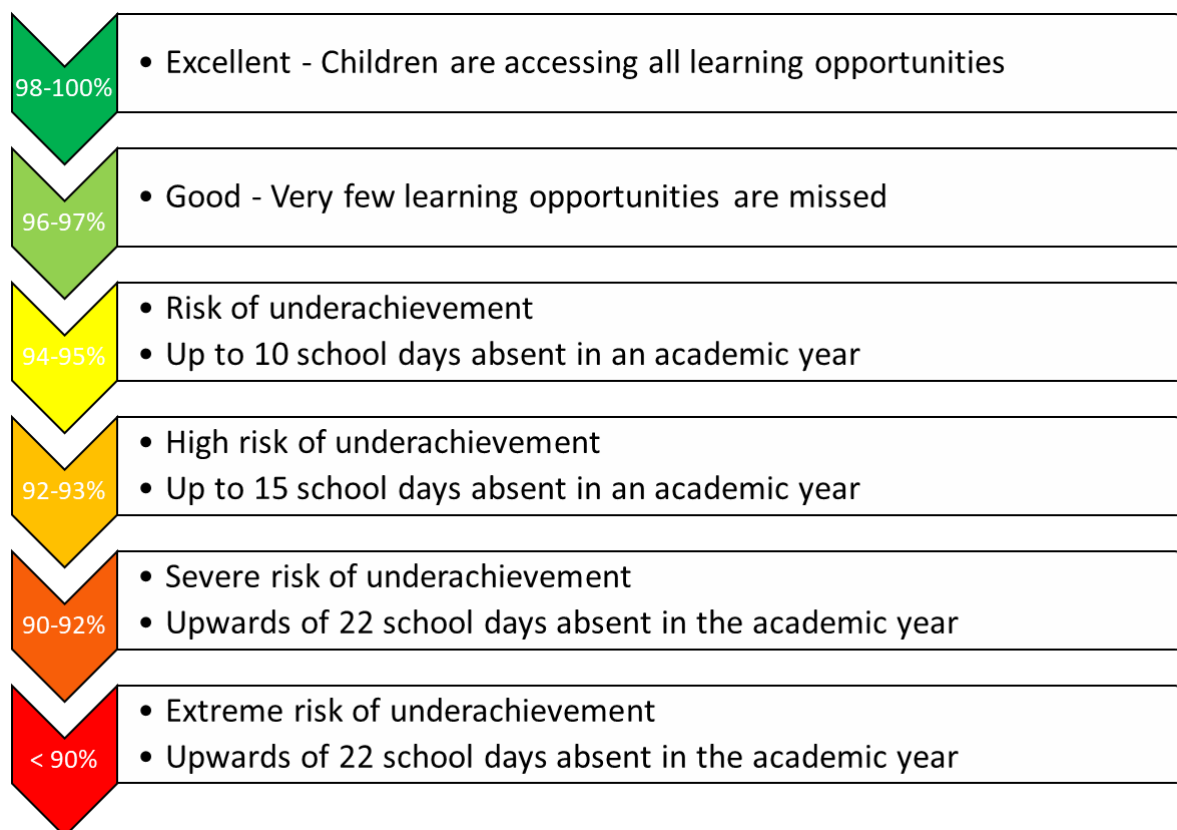 98-100%
• Excellent - Children are accessing all learning opportunities
96-97%
• Good - Very few learning opportunities are missed
94-95%
• Risk of underachievement
• Up to 10 school days absent in an academic year
92-93%
• High risk of underachievement
• Up to 15 school days absent in an academic year
90-92%
• Severe risk of underachievement
• Upwards of 22 school days absent in the academic year
< 90%
• Extreme risk of underachievement
• Upwards of 22 school days absent in the academic year